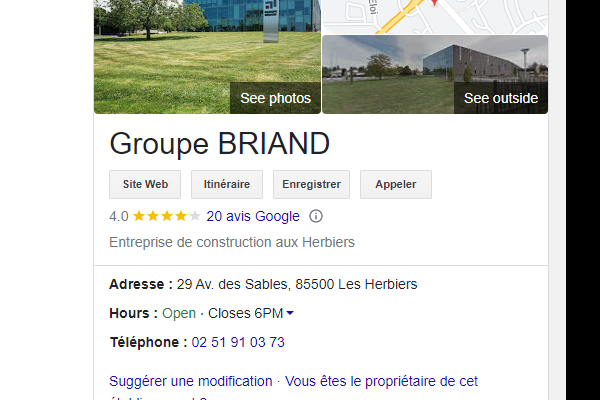 See photos
See outside
Groupe BRIAND
Site Web
Itinéraire
Enregistrer
Appeler
4.0 ★★★★★ 20 avis Google
Entreprise de construction aux Herbiers
Adresse : 29 Av. des Sables, 85500 Les Herbiers
Hours : Open · Closes 6PM
Téléphone : 02 51 91 03 73
Suggérer une modification · Vous êtes le propriétaire de cet